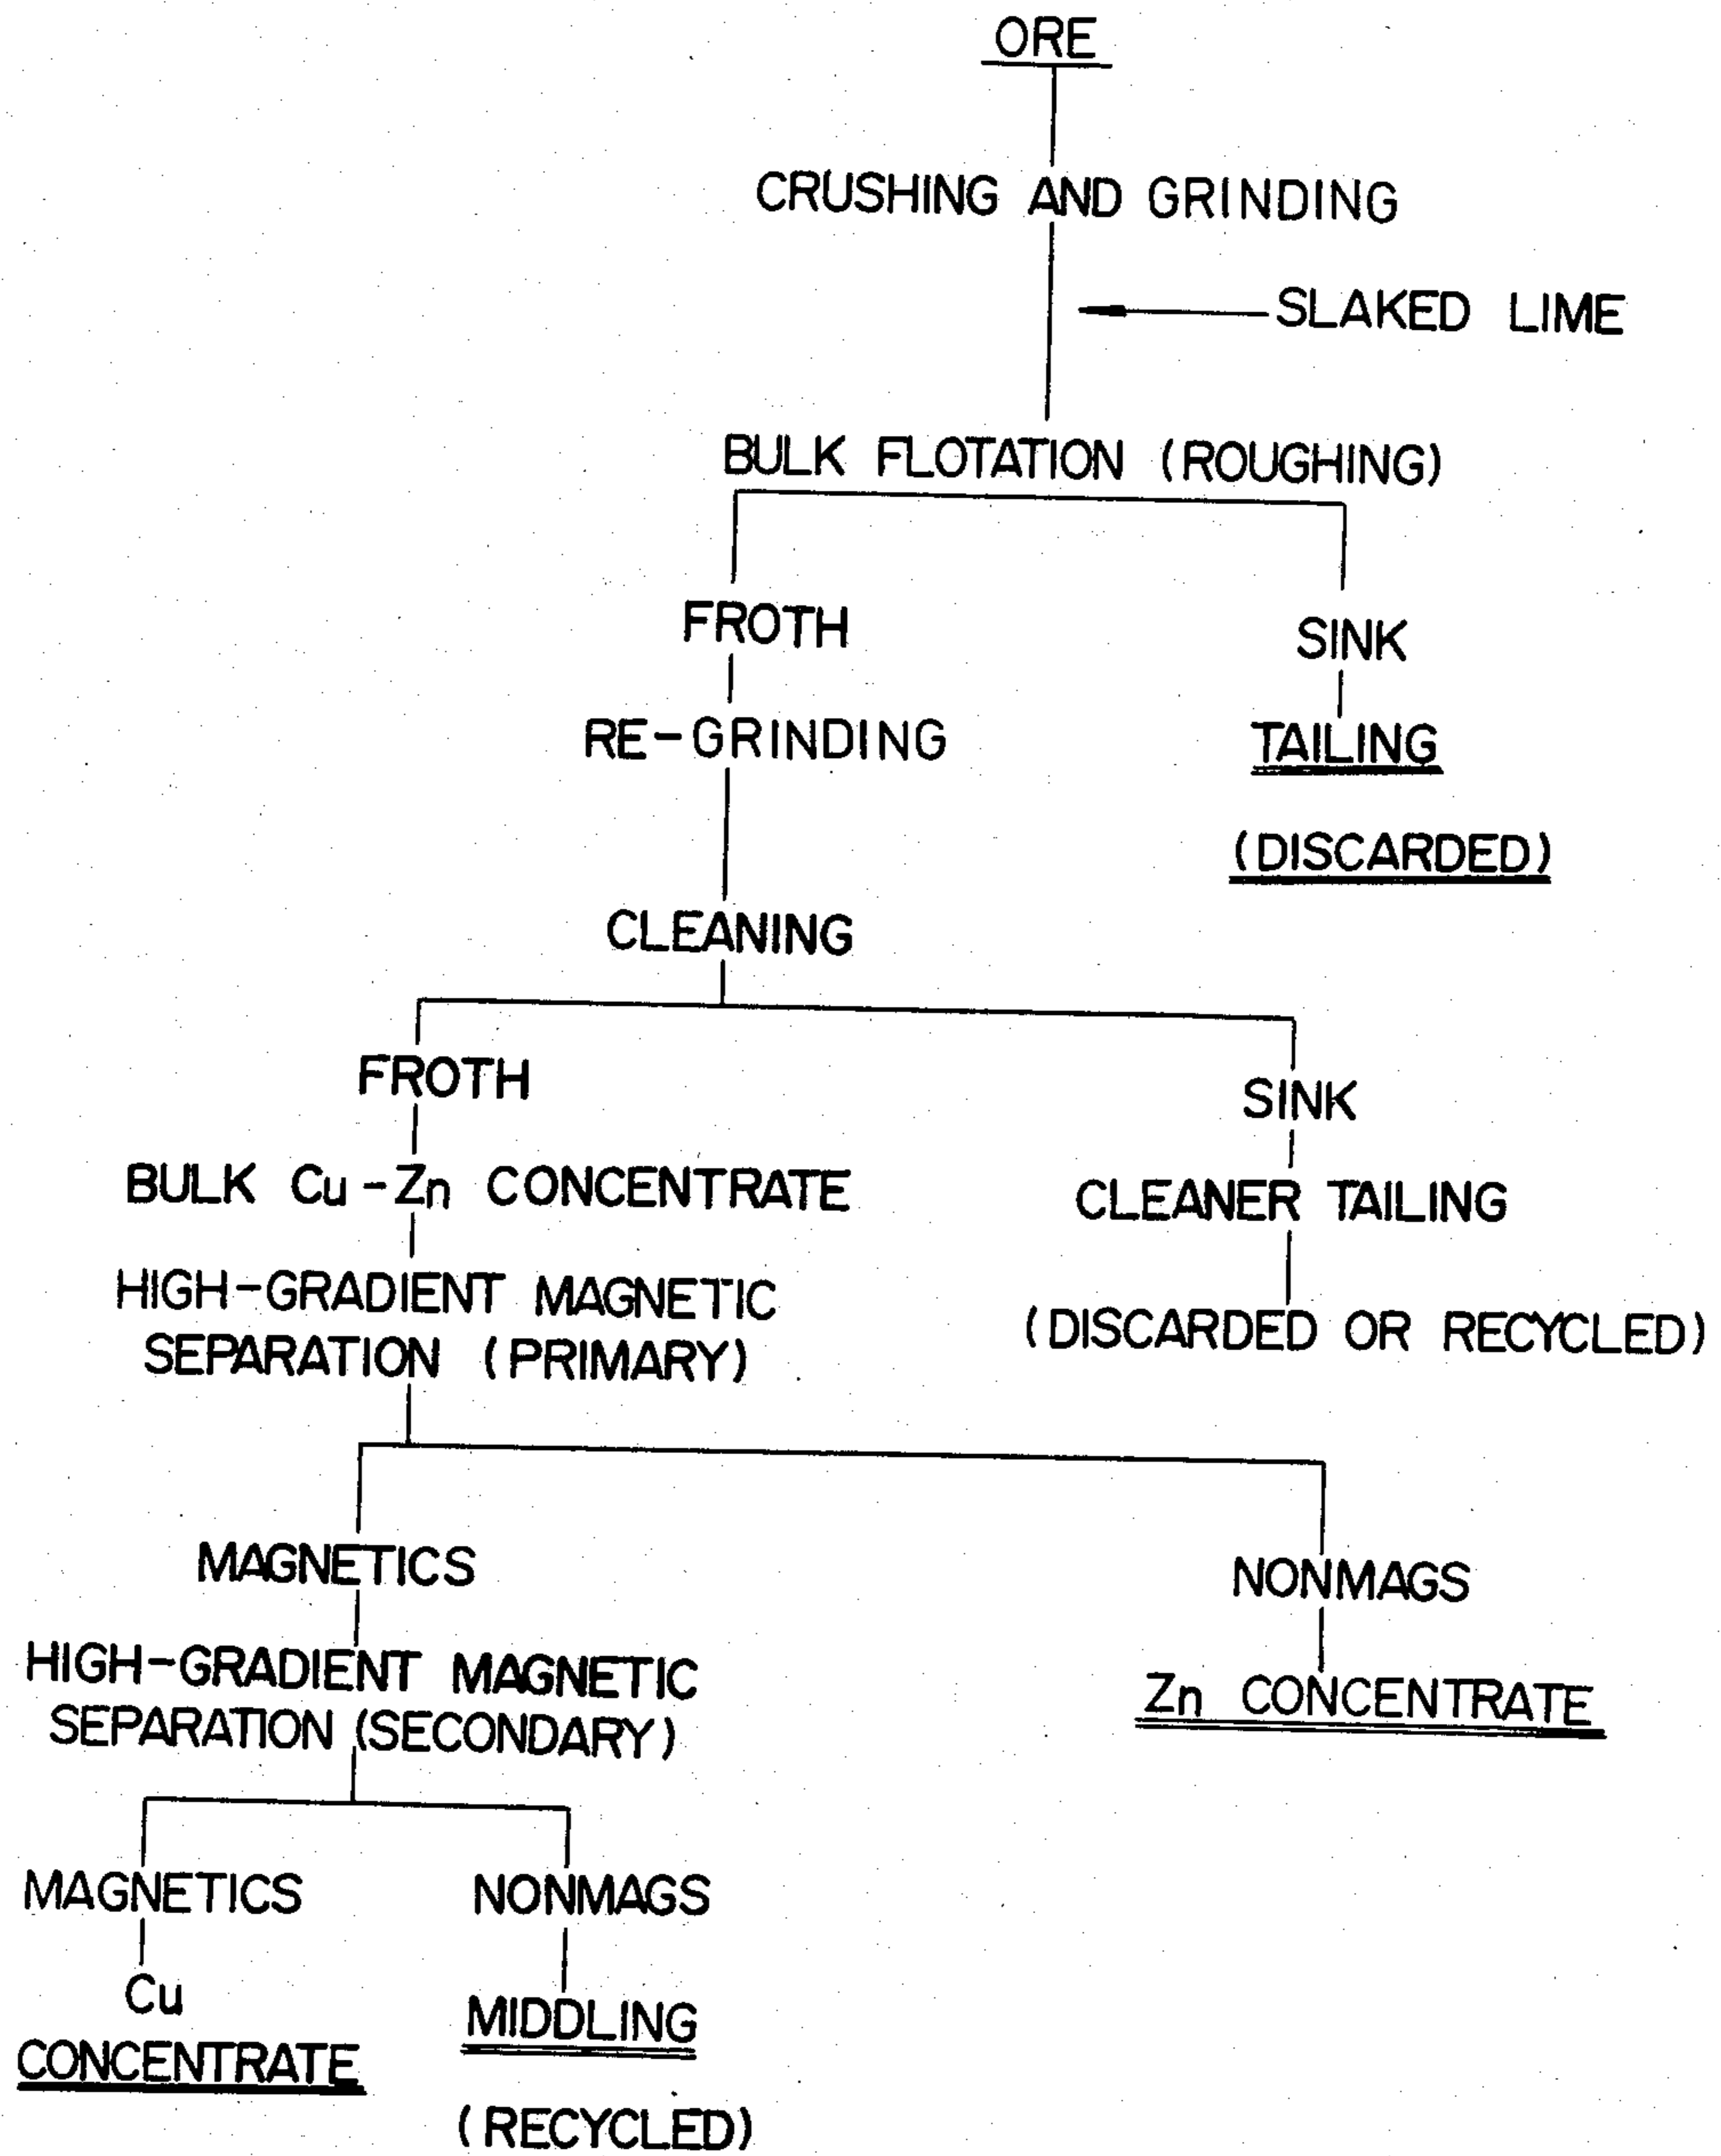 ORE
CRUSHING AND GRINDING
SLAKED LIME
BULK FLOTATION (ROUGHING)
FROTH
SINK
RE-GRINDING
TAILING
(DISCARDED)
CLEANING
FROTH
SINK
BULK Cu-Zn CONCENTRATE
CLEANER TAILING
HIGH-GRADIENT MAGNETIC
SEPARATION (PRIMARY)
(DISCARDED OR RECYCLED)
MAGNETICS
NONMAGS
HIGH-GRADIENT MAGNETIC
SEPARATION (SECONDARY)
Zn CONCENTRATE
MAGNETICS
NONMAGS
Cu
CONCENTRATE
MIDDLING
(RECYCLED)